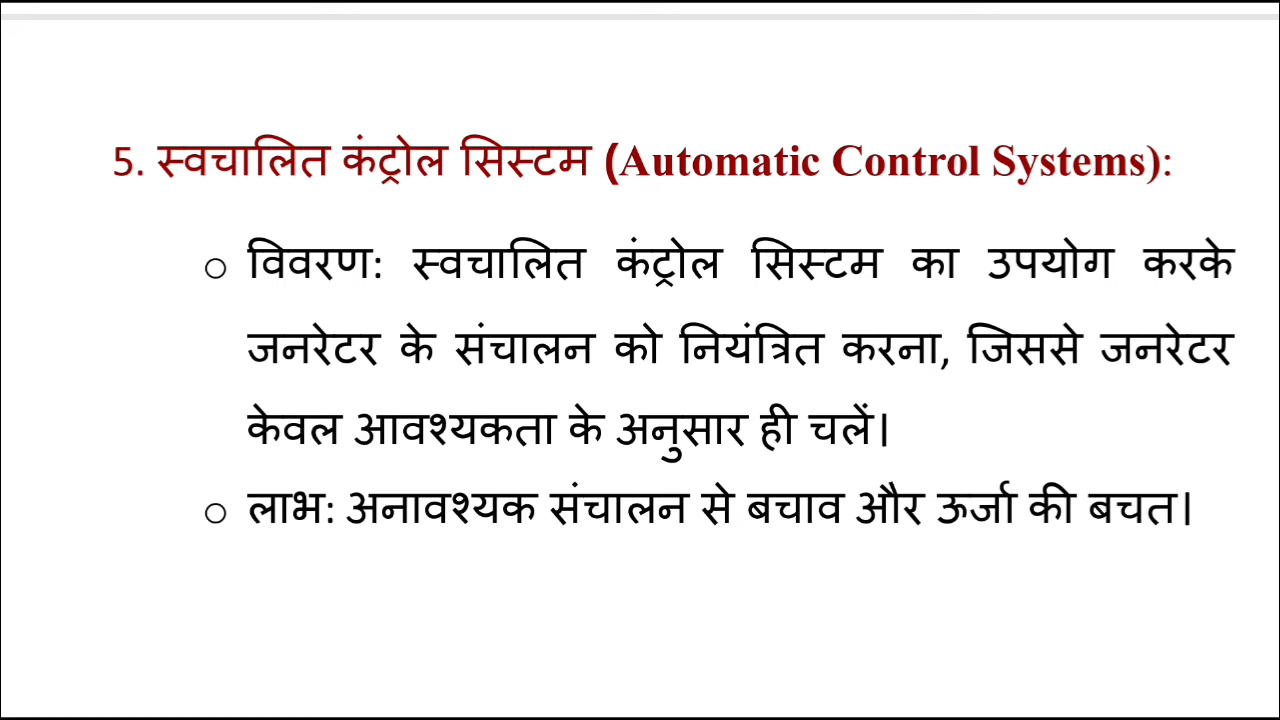 5. स्वचालित कंट्रोल सिस्टम (Automatic Control Systems):
o विवरण: स्वचालित कंट्रोल सिस्टम का उपयोग करके
जनरेटर के संचालन को नियंत्रित करना, जिससे जनरेटर
केवल आवश्यकता के अनुसार ही चलें।
o लाभ: अनावश्यक संचालन से बचाव और ऊर्जा की बचत।